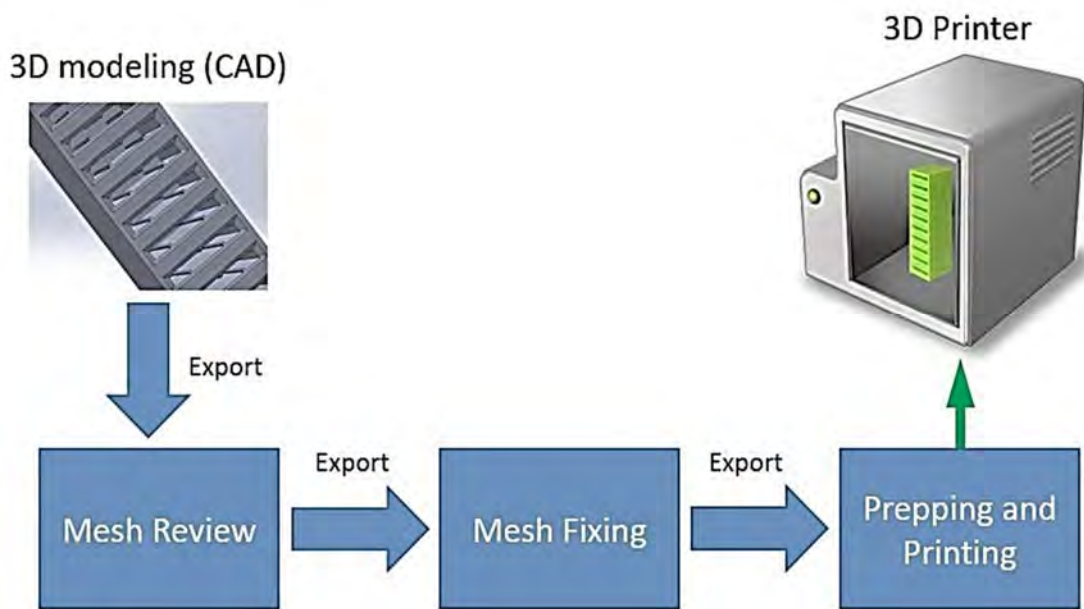 3D Printer
3D modeling (CAD)
Export
Export
Export
Mesh Review
Mesh Fixing
Prepping and
Printing